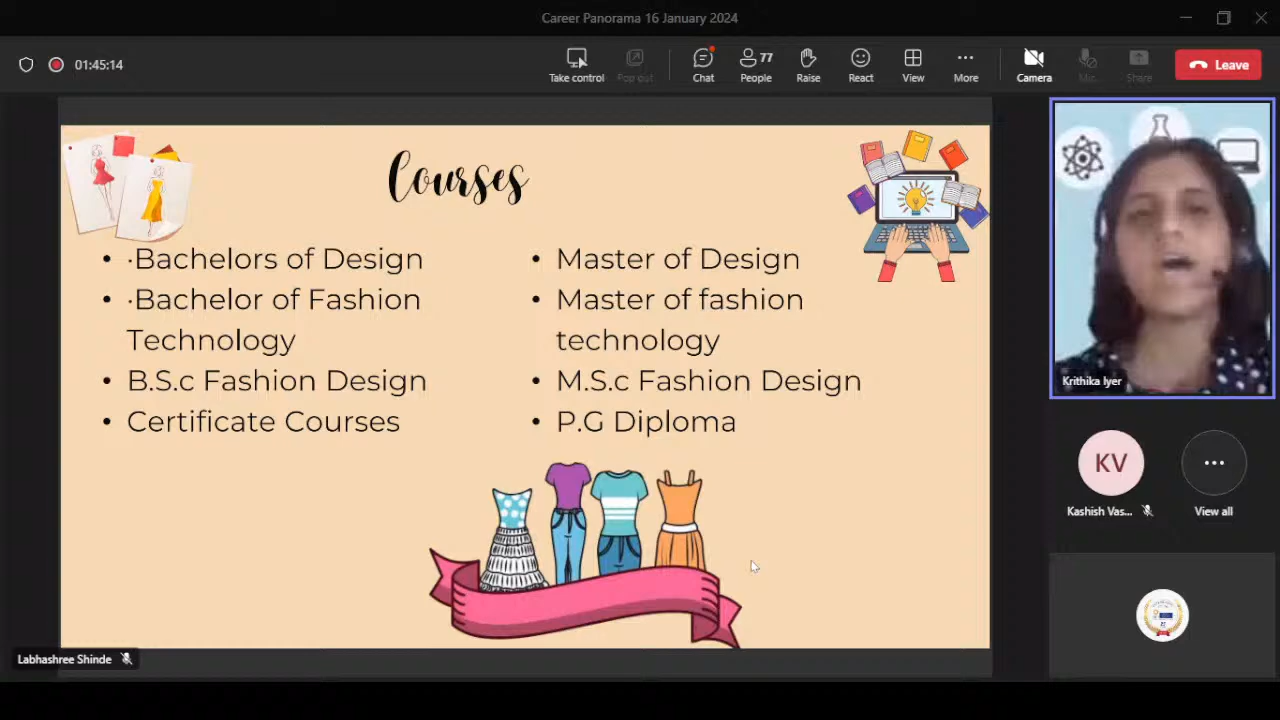 Career Panorama 16 January 2024
01:45:14
Take control
Pop out
Chat
77
People
Raise
React
View
More
Camera
Mic
Share
Leave
Courses
• ·Bachelors of Design
• ·Bachelor of Fashion
Technology
• B.S.c Fashion Design
• Certificate Courses
• Master of Design
• Master of fashion
technology
• M.S.c Fashion Design
• P.G Diploma
Krithika Iyer
KV
Kashish Vas...
View all
Labhashree Shinde